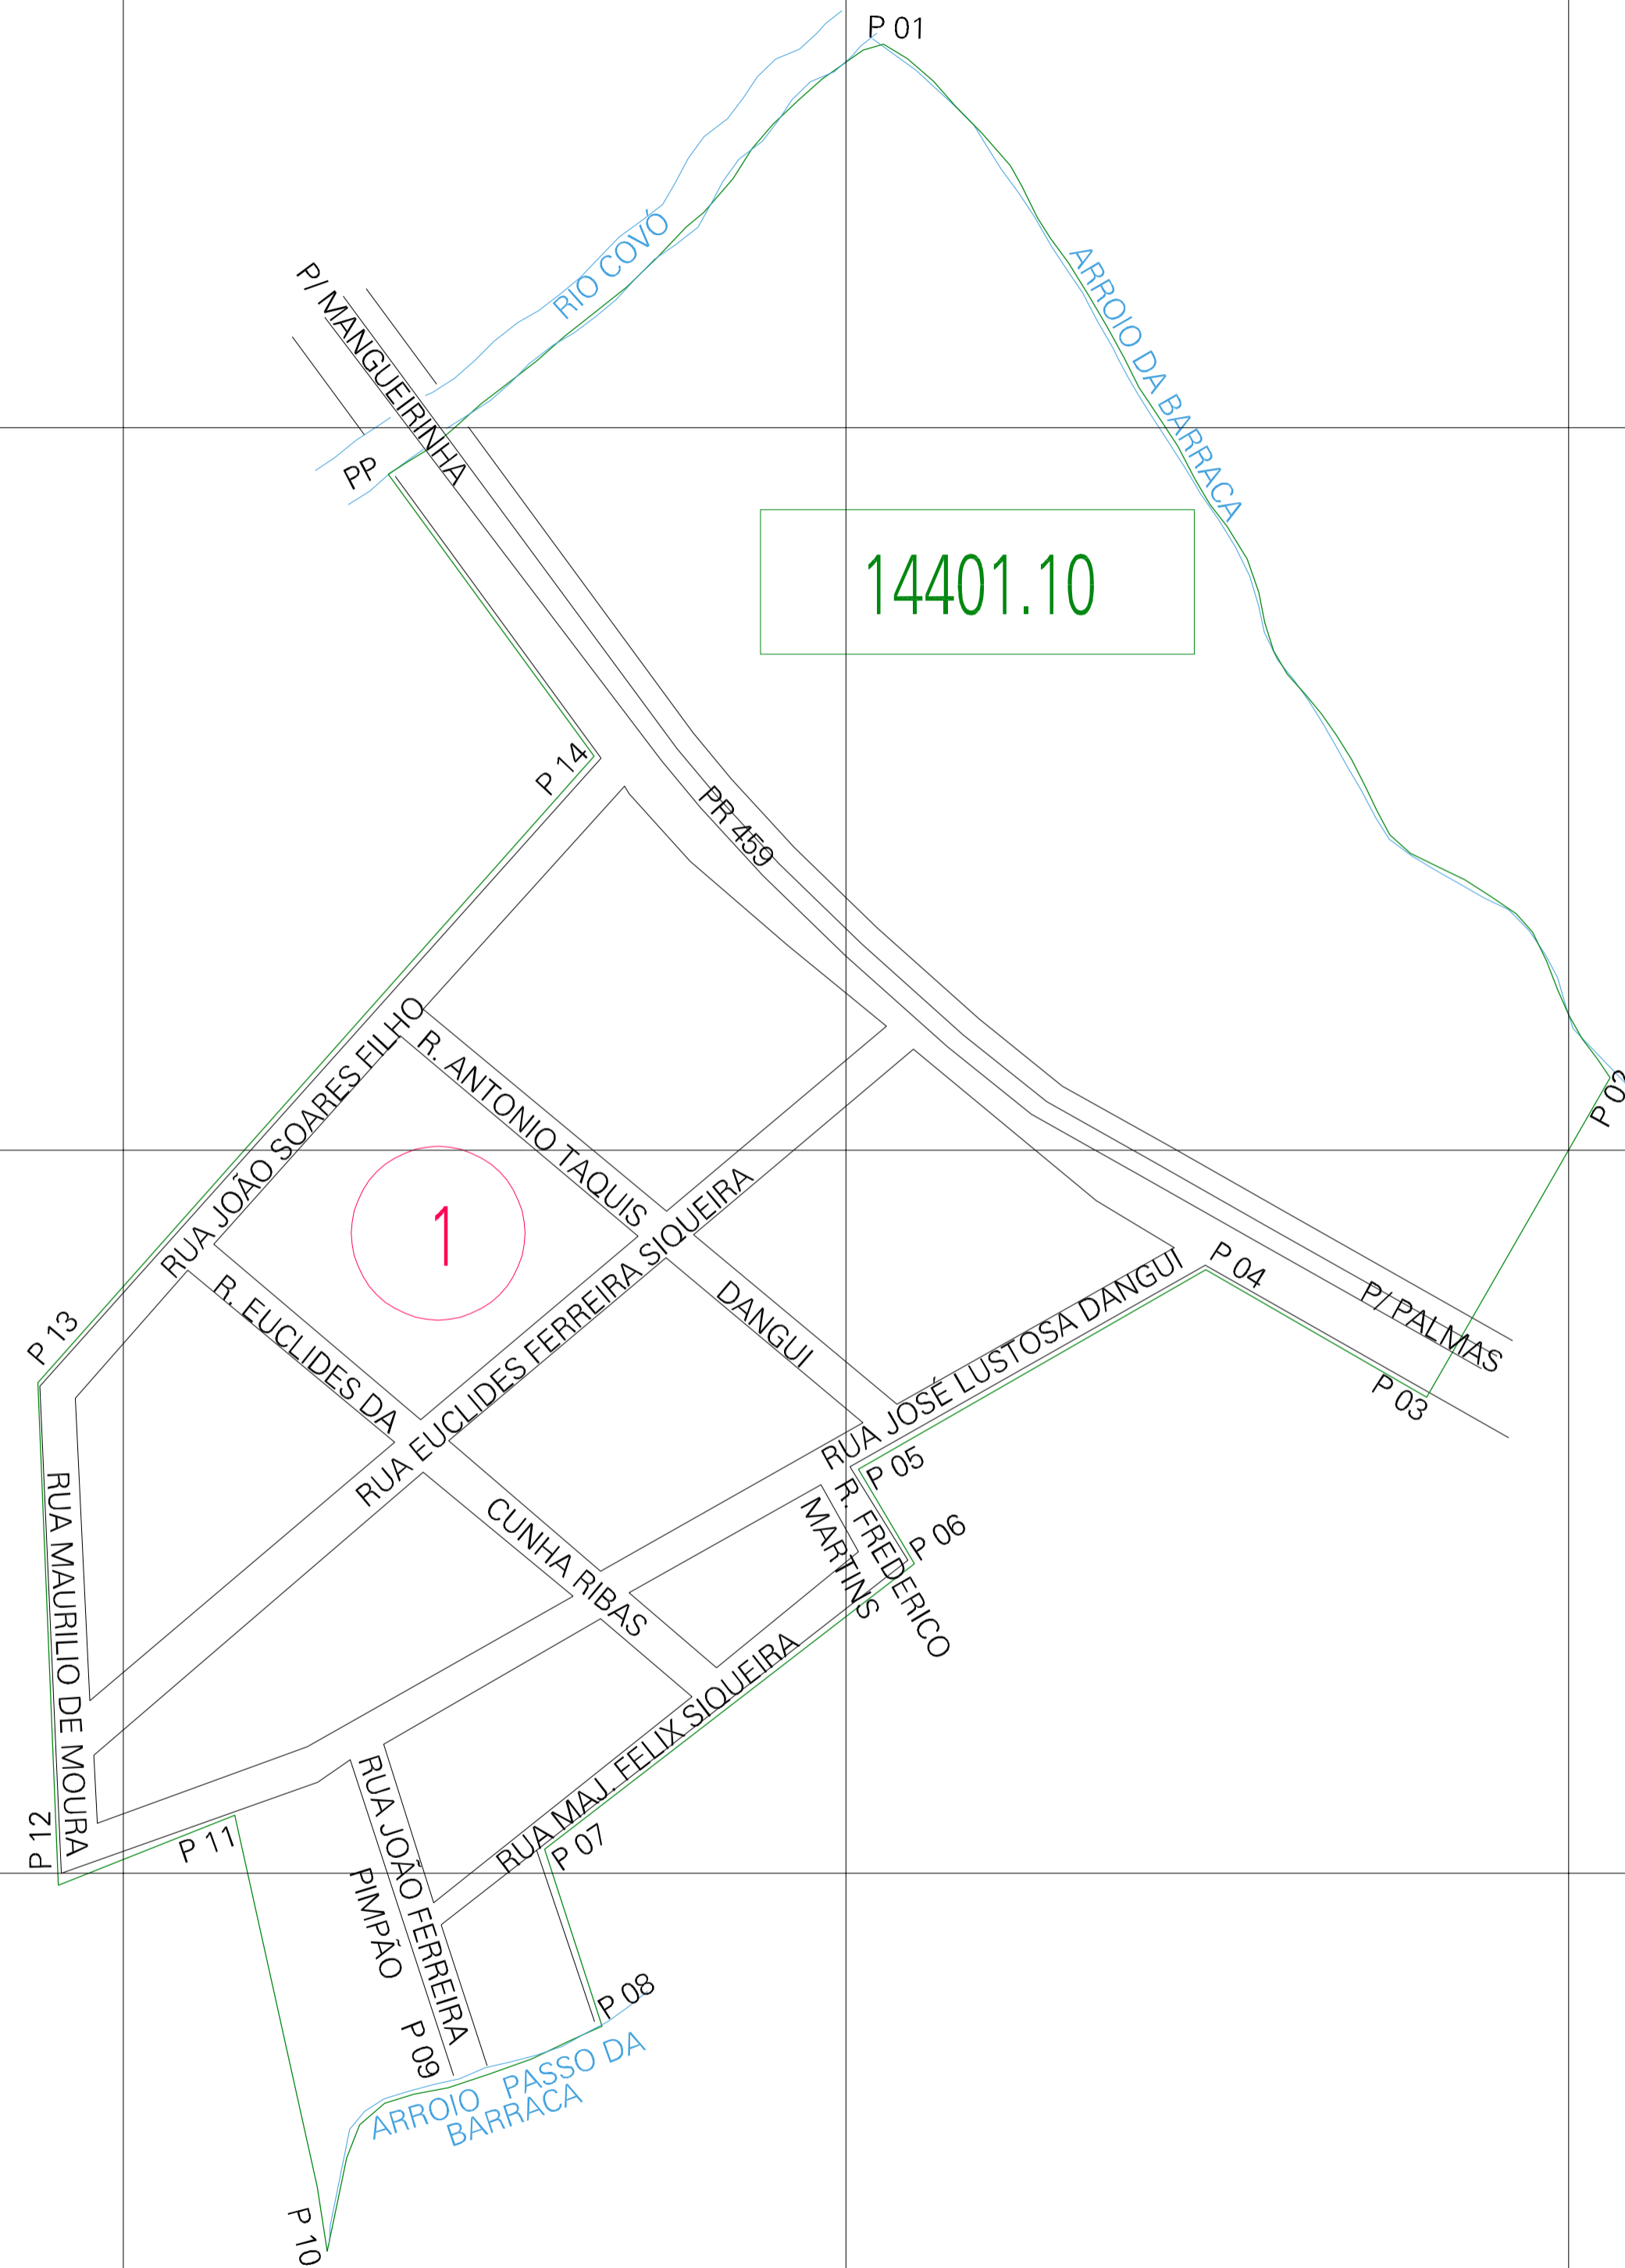 P 01
RIO COVÓ
ARROIO DA BARRACA
P/ MANGUEIRINHA
PP
14401.10
P 14
PR 459
RUA JOÃO SOARES FILHO
R. ANTONIO TAQUIS
DANGUI
P 02
1
RUA EUCLIDES FERREIRA SIQUEIRA
R. EUCLIDES DA
CUNHA RIBAS
P 04
P/ PALMAS
P 03
P 13
RUA JOSÉ LUSTOSA DANGUI
P 05
R. FREDERICO
MARTINS
P 06
RUA MAURILIO DE MOURA
RUA MAJ. FELIX SIQUEIRA
P 12
P 11
P 07
RUA JOÃO FERREIRA
PIMPÃO
P 08
P 09
ARROIO PASSO DA
BARRACA
P 10